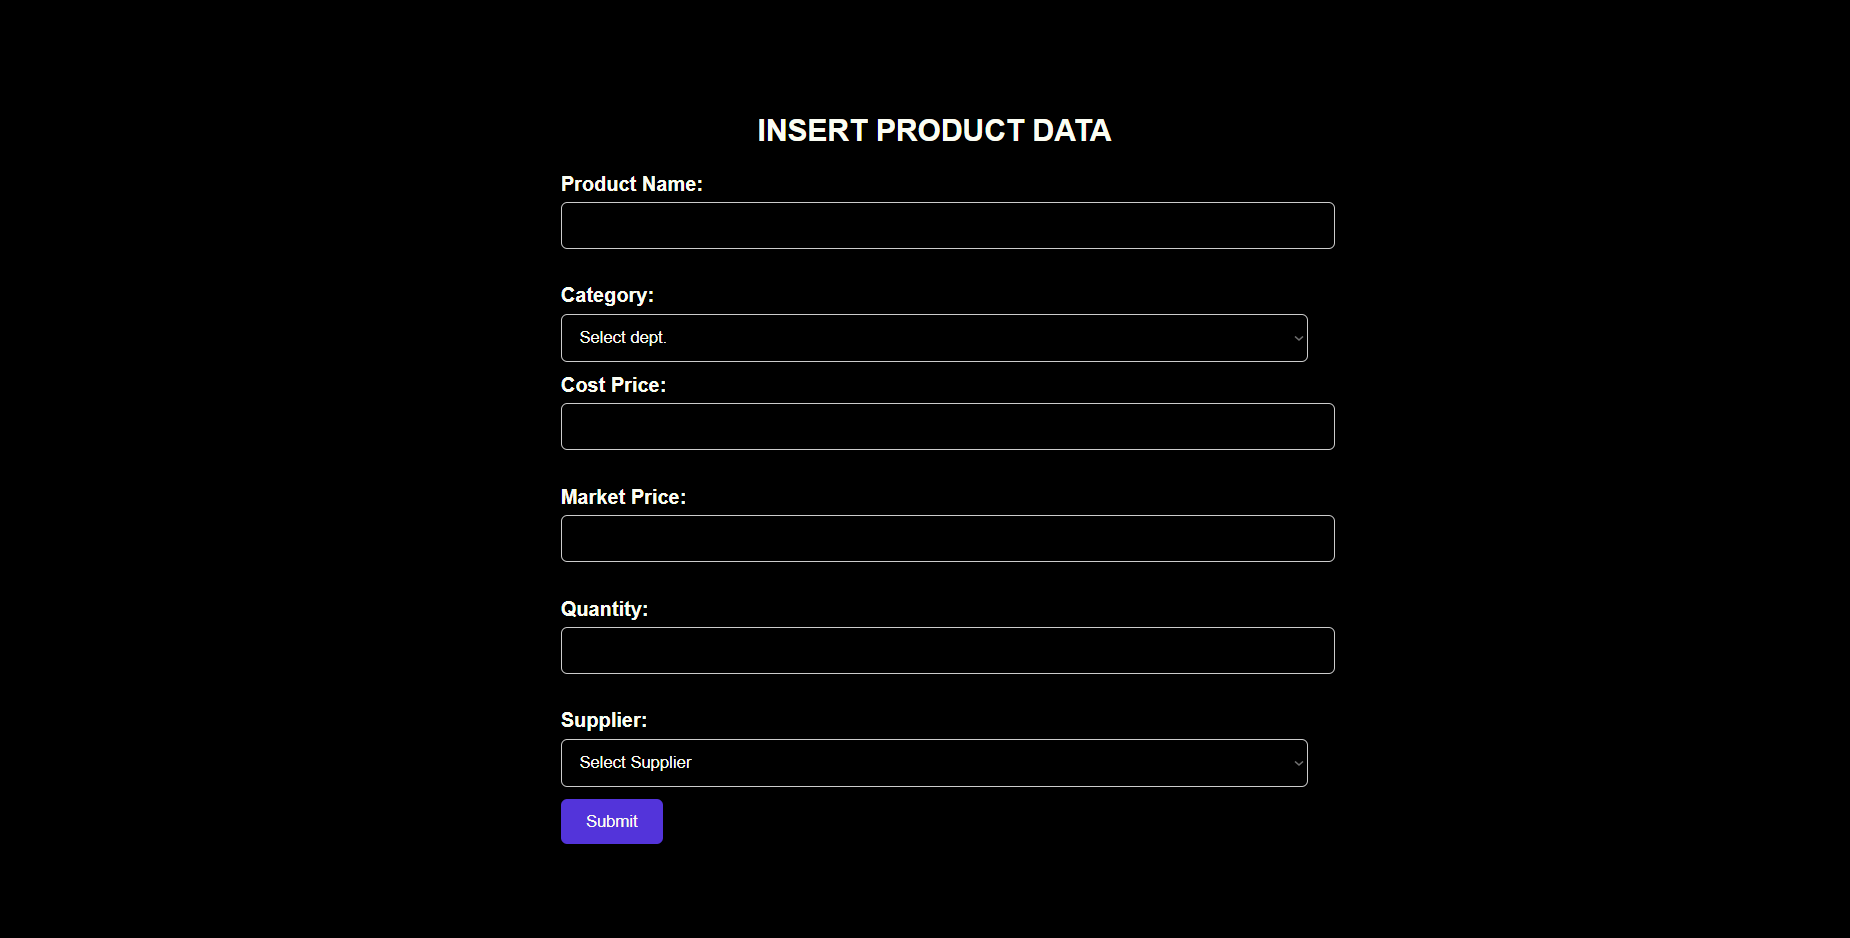 INSERT PRODUCT DATA
Product Name:
Category:
Select dept.
Cost Price:
Market Price:
Quantity:
Supplier:
Select Supplier
Submit